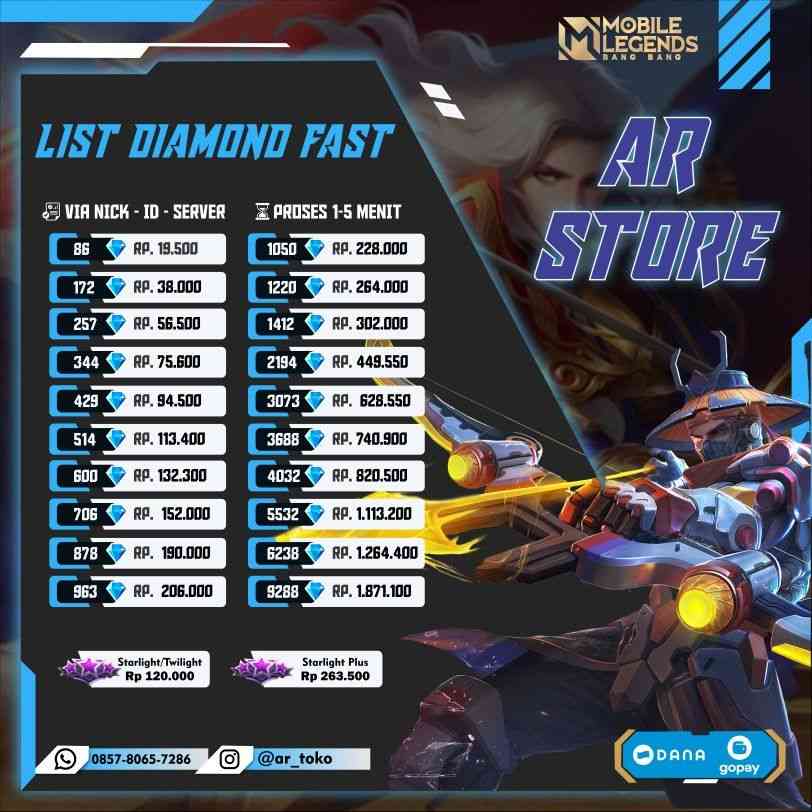 MOBILE
LEGENDS
BANG BANG
LIST DIAMOND FAST
AR
STORE
VIA NICK - ID - SERVER
86 RP. 19.500
172 RP. 38.000
257 RP. 56.500
344 RP. 75.600
429 RP. 94.500
514 RP. 113.400
600 RP. 132.300
706 RP. 152.000
878 RP. 190.000
963 RP. 206.000
PROSES 1-5 MENIT
1050 RP. 228.000
1220 RP. 264.000
1412 RP. 302.000
2194 RP. 449.550
3073 RP. 628.550
3688 RP. 740.900
4032 RP. 820.500
5532 RP. 1.113.200
6238 RP. 1.264.400
9288 RP. 1.871.100
Starlight/Twilight
Rp 120.000
Starlight Plus
Rp 263.500
0857-8065-7286
@ar_toko
DANA
gopay